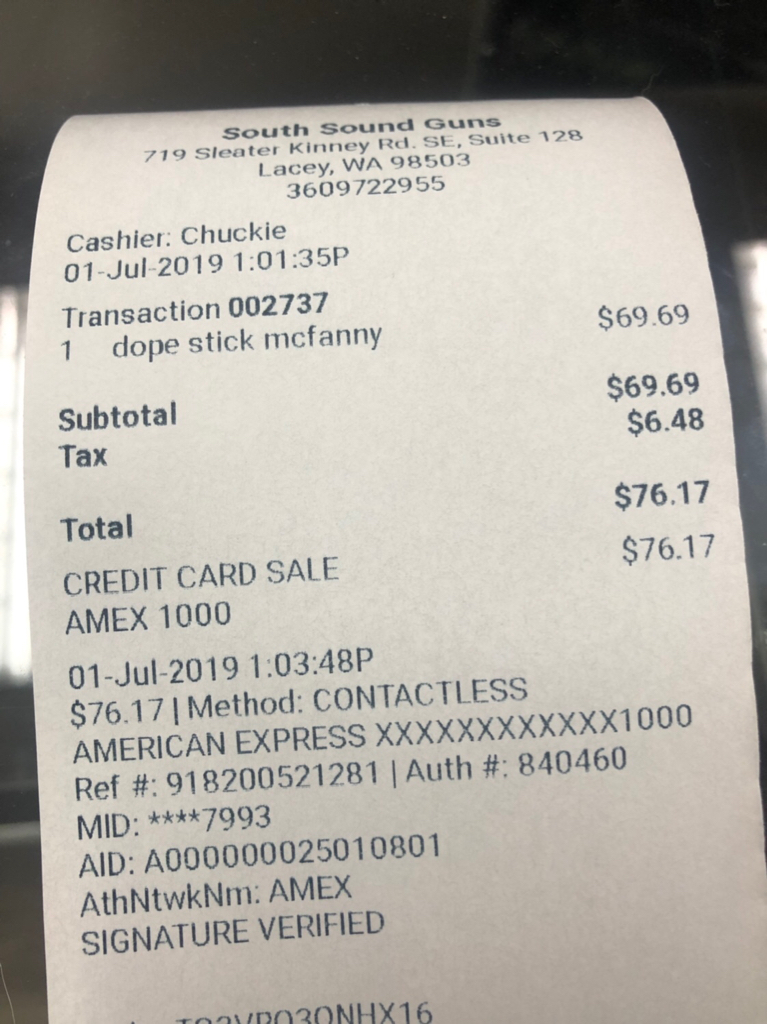 South Sound Guns
719 Sleater Kinney Rd. SE, Suite 128
Lacey, WA 98503
3609722955
Cashier: Chuckie
01-Jul-2019 1:01:35P
Transaction 002737
1 dope stick mcfanny $69.69
Subtotal $69.69
Tax $6.48
Total $76.17
CREDIT CARD SALE $76.17
AMEX 1000
01-Jul-2019 1:03:48P
$76.17 | Method: CONTACTLESS
AMERICAN EXPRESS XXXXXXXXXXXX1000
Ref #: 918200521281 | Auth #: 840460
MID: ****7993
AID: A000000025010801
AthNtwkNm: AMEX
SIGNATURE VERIFIED